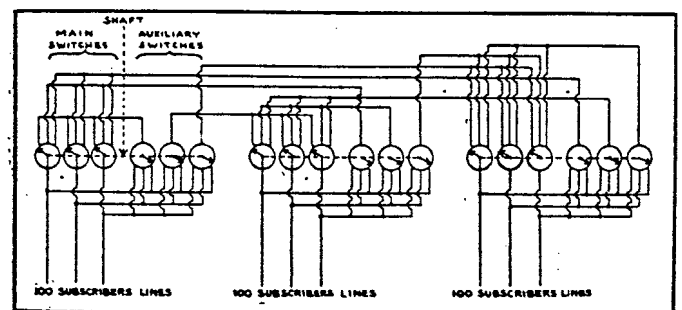 SHAFT
MAIN SWITCHES
AUXILIARY SWITCHES
100 SUBSCRIBERS LINES
100 SUBSCRIBERS LINES
100 SUBSCRIBERS LINES